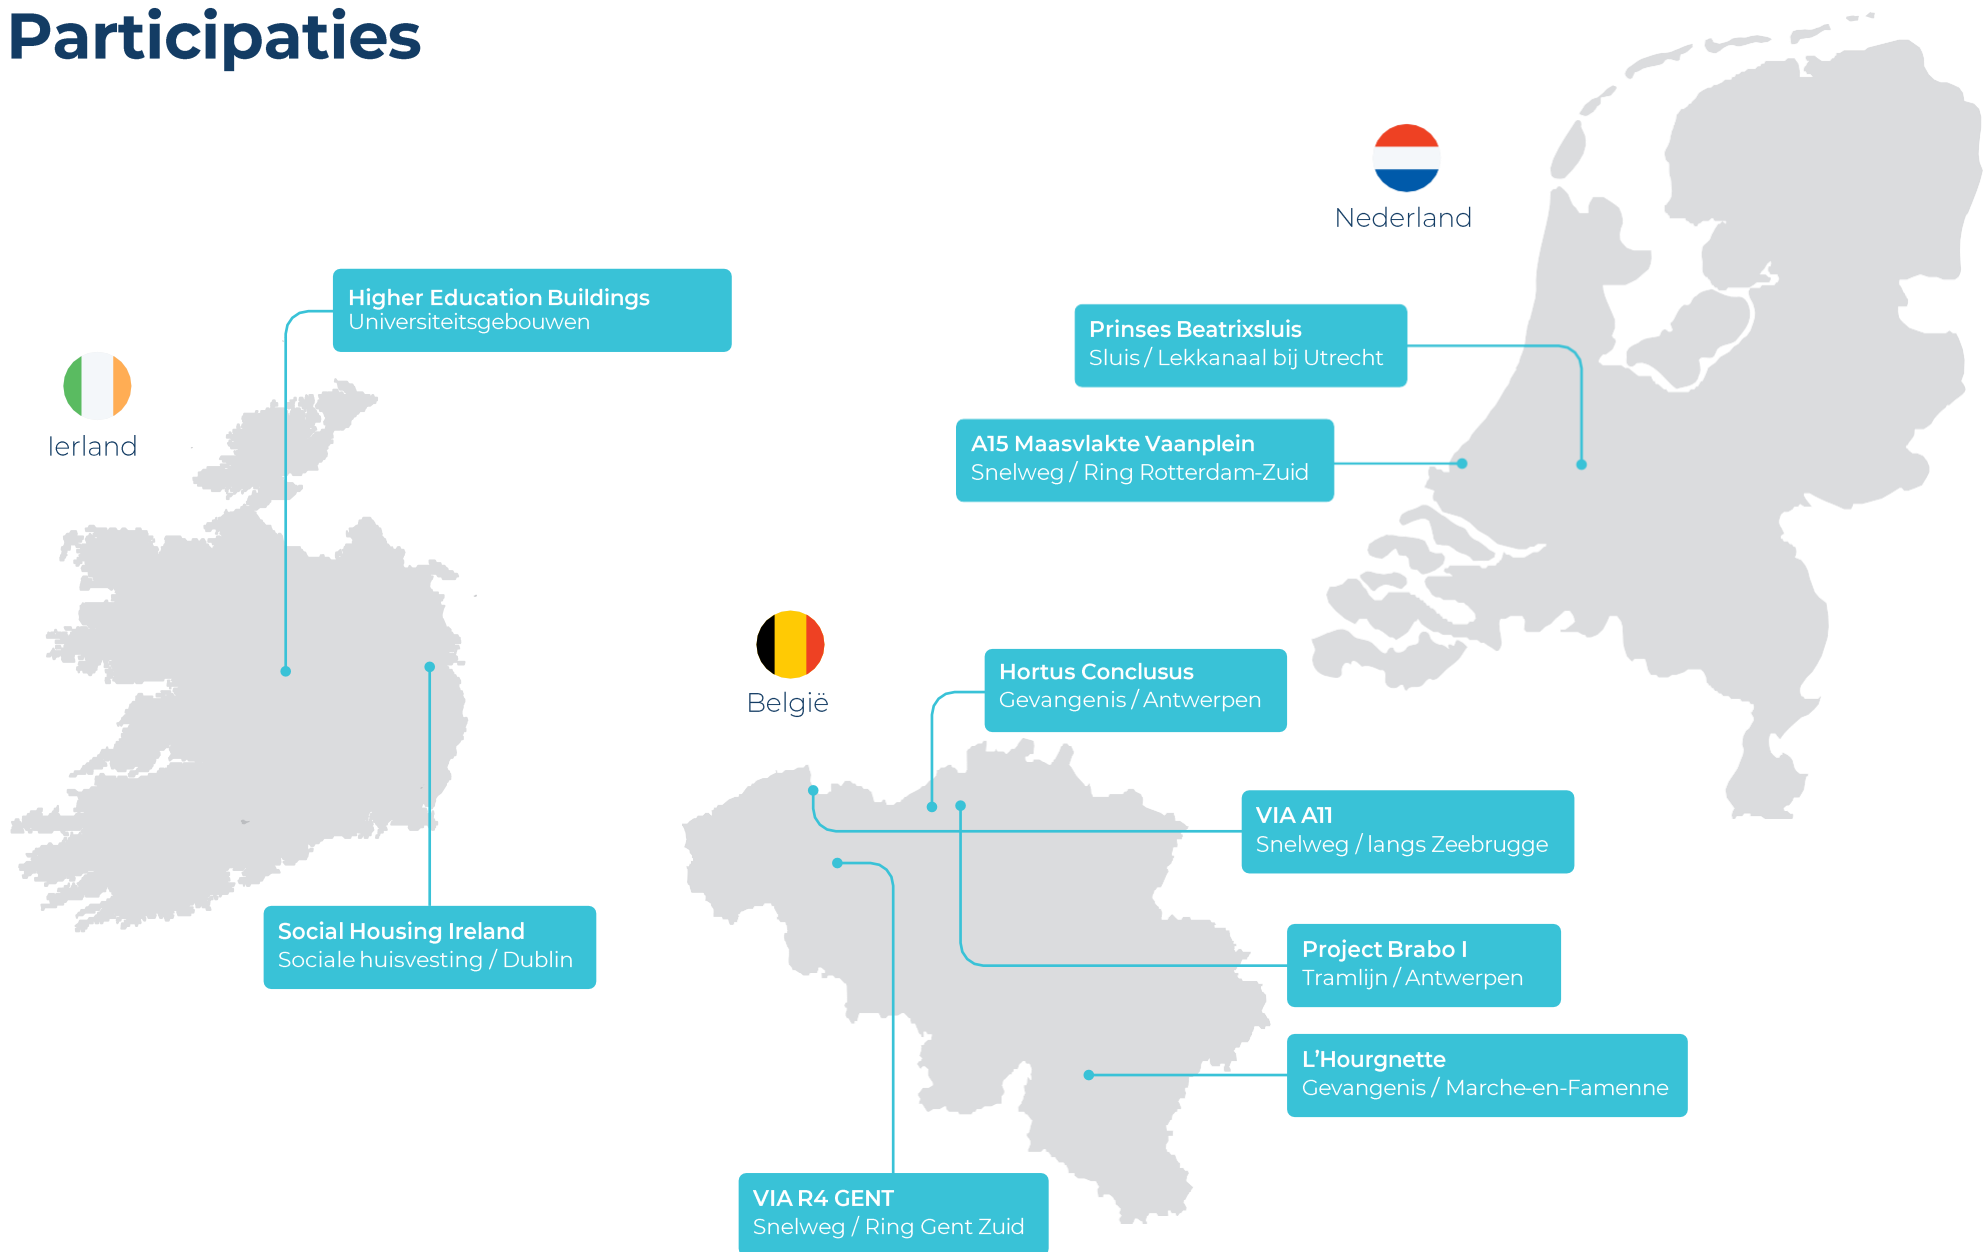 Participaties
Nederland
Higher Education Buildings
Universiteitsgebouwen
Prinses Beatrixsluis
Sluis / Lekkanaal bij Utrecht
Ierland
A15 Maasvlakte Vaanplein
Snelweg / Ring Rotterdam-Zuid
België
Hortus Conclusus
Gevangenis / Antwerpen
VIA A11
Snelweg / langs Zeebrugge
Social Housing Ireland
Sociale huisvesting / Dublin
Project Brabo I
Tramlijn / Antwerpen
L’Hourgnette
Gevangenis / Marche-en-Famenne
VIA R4 GENT
Snelweg / Ring Gent Zuid